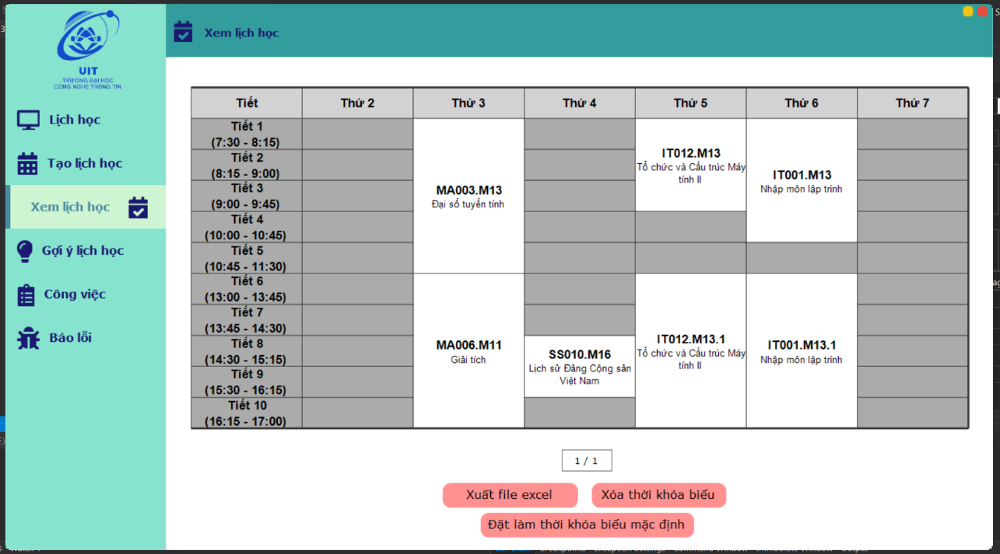 UIT
TRƯỜNG ĐẠI HỌC
CÔNG NGHỆ THÔNG TIN
Lịch học
Tạo lịch học
Xem lịch học
Gợi ý lịch học
Công việc
Báo lỗi
Xem lịch học
Tiết Thứ 2 Thứ 3 Thứ 4 Thứ 5 Thứ 6 Thứ 7
Tiết 1
(7:30 - 8:15)
Tiết 2
(8:15 - 9:00)
Tiết 3
(9:00 - 9:45)
Tiết 4
(10:00 - 10:45)
Tiết 5
(10:45 - 11:30)
Tiết 6
(13:00 - 13:45)
Tiết 7
(13:45 - 14:30)
Tiết 8
(14:30 - 15:15)
Tiết 9
(15:30 - 16:15)
Tiết 10
(16:15 - 17:00)
MA003.M13
Đại số tuyến tính
MA006.M11
Giải tích
SS010.M16
Lịch sử Đảng Cộng sản
Việt Nam
IT012.M13
Tổ chức và Cấu trúc Máy
tính II
IT012.M13.1
Tổ chức và Cấu trúc Máy
tính II
IT001.M13
Nhập môn lập trình
IT001.M13.1
Nhập môn lập trình
1 / 1
Xuất file excel
Xóa thời khóa biểu
Đặt làm thời khóa biểu mặc định